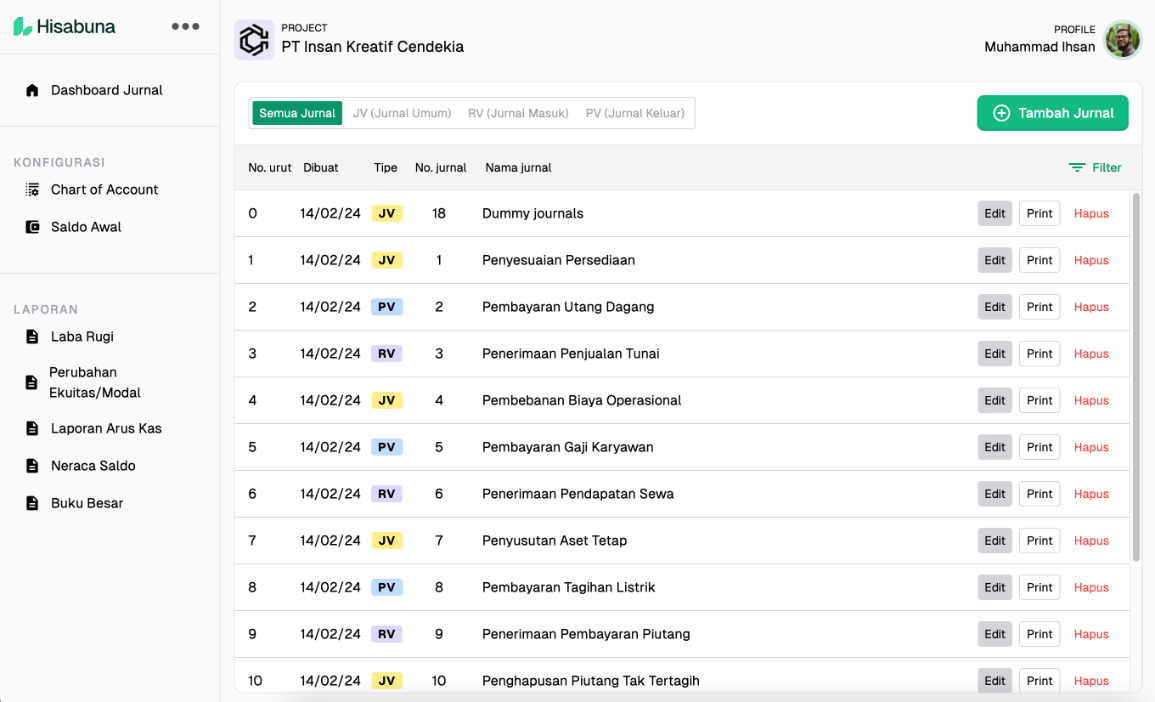 Hisabuna
Dashboard Jurnal
KONFIGURASI
Chart of Account
Saldo Awal
LAPORAN
Laba Rugi
Perubahan
Ekuitas/Modal
Laporan Arus Kas
Neraca Saldo
Buku Besar
PROJECT
PT Insan Kreatif Cendekia
PROFILE
Muhammad Ihsan
Semua Jurnal JV (Jurnal Umum) RV (Jurnal Masuk) PV (Jurnal Keluar) Tambah Jurnal
No. urut Dibuat Tipe No. jurnal Nama jurnal Filter
0 14/02/24 JV 18 Dummy journals Edit Print Hapus
1 14/02/24 JV 1 Penyesuaian Persediaan Edit Print Hapus
2 14/02/24 PV 2 Pembayaran Utang Dagang Edit Print Hapus
3 14/02/24 RV 3 Penerimaan Penjualan Tunai Edit Print Hapus
4 14/02/24 JV 4 Pembebanan Biaya Operasional Edit Print Hapus
5 14/02/24 PV 5 Pembayaran Gaji Karyawan Edit Print Hapus
6 14/02/24 RV 6 Penerimaan Pendapatan Sewa Edit Print Hapus
7 14/02/24 JV 7 Penyusutan Aset Tetap Edit Print Hapus
8 14/02/24 PV 8 Pembayaran Tagihan Listrik Edit Print Hapus
9 14/02/24 RV 9 Penerimaan Pembayaran Piutang Edit Print Hapus
10 14/02/24 JV 10 Penghapusan Piutang Tak Tertagih Edit Print Hapus